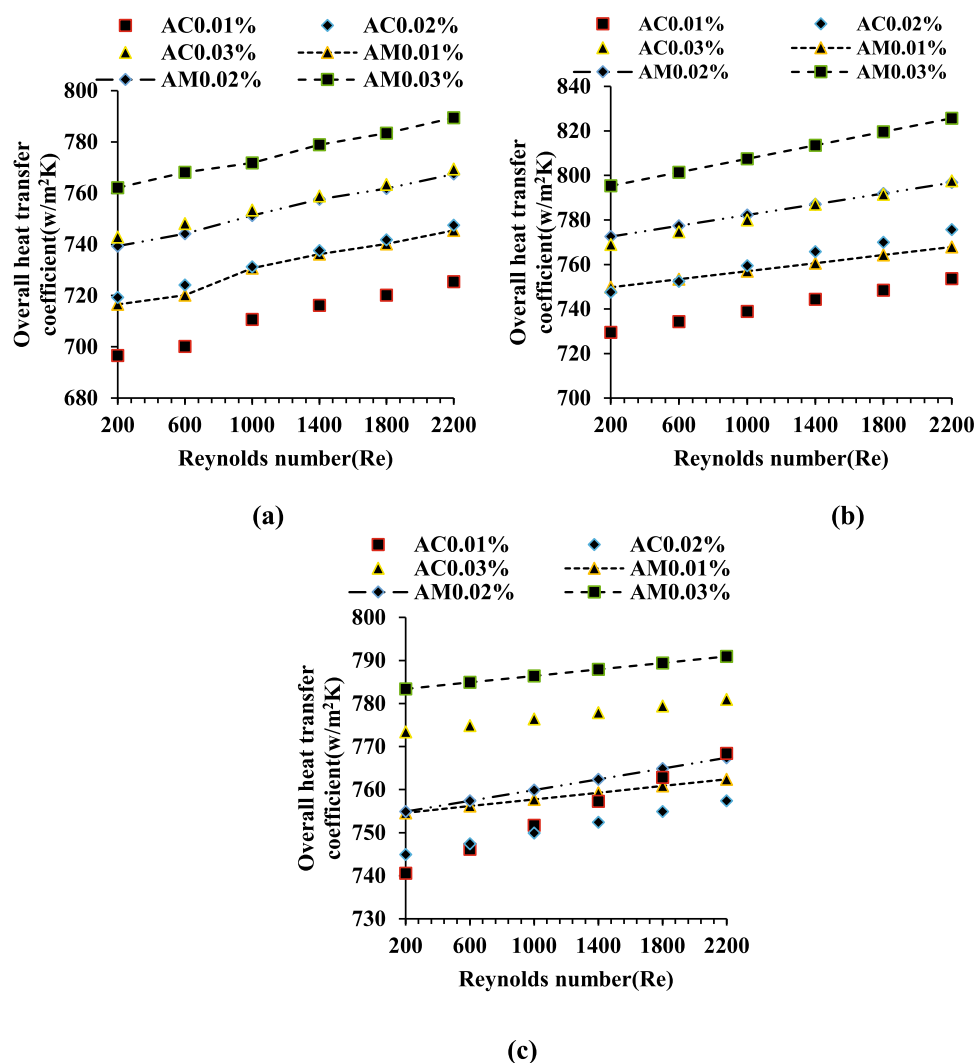 AC0.01% AC0.02%
AC0.03% AM0.01%
AM0.02% AM0.03%
Overall heat transfer
coefficient(w/m²K)
800
780
760
740
720
700
680
200 600 1000 1400 1800 2200
Reynolds number(Re)
(a)
AC0.01% AC0.02%
AC0.03% AM0.01%
AM0.02% AM0.03%
Overall heat transfer
coefficient(w/m²K)
840
820
800
780
760
740
720
700
200 600 1000 1400 1800 2200
Reynolds number(Re)
(b)
AC0.01% AC0.02%
AC0.03% AM0.01%
AM0.02% AM0.03%
Overall heat transfer
coefficient(w/m²K)
800
790
780
770
760
750
740
730
200 600 1000 1400 1800 2200
Reynolds number(Re)
(c)